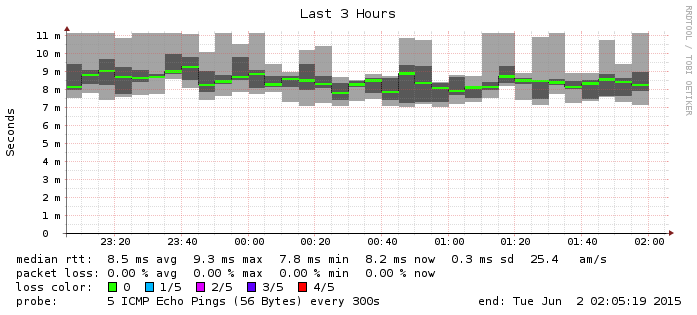 Last 3 Hours
RRDTOOL / TOBI OETIKER
Seconds
11 m
10 m
9 m
8 m
7 m
6 m
5 m
4 m
3 m
2 m
1 m
0
23:20 23:40 00:00 00:20 00:40 01:00 01:20 01:40 02:00
median rtt: 8.5 ms avg 9.3 ms max 7.8 ms min 8.2 ms now 0.3 ms sd 25.4 am/s
packet loss: 0.00 % avg 0.00 % max 0.00 % min 0.00 % now
loss color: 0 1/5 2/5 3/5 4/5
probe: 5 ICMP Echo Pings (56 Bytes) every 300s end: Tue Jun 2 02:05:19 2015